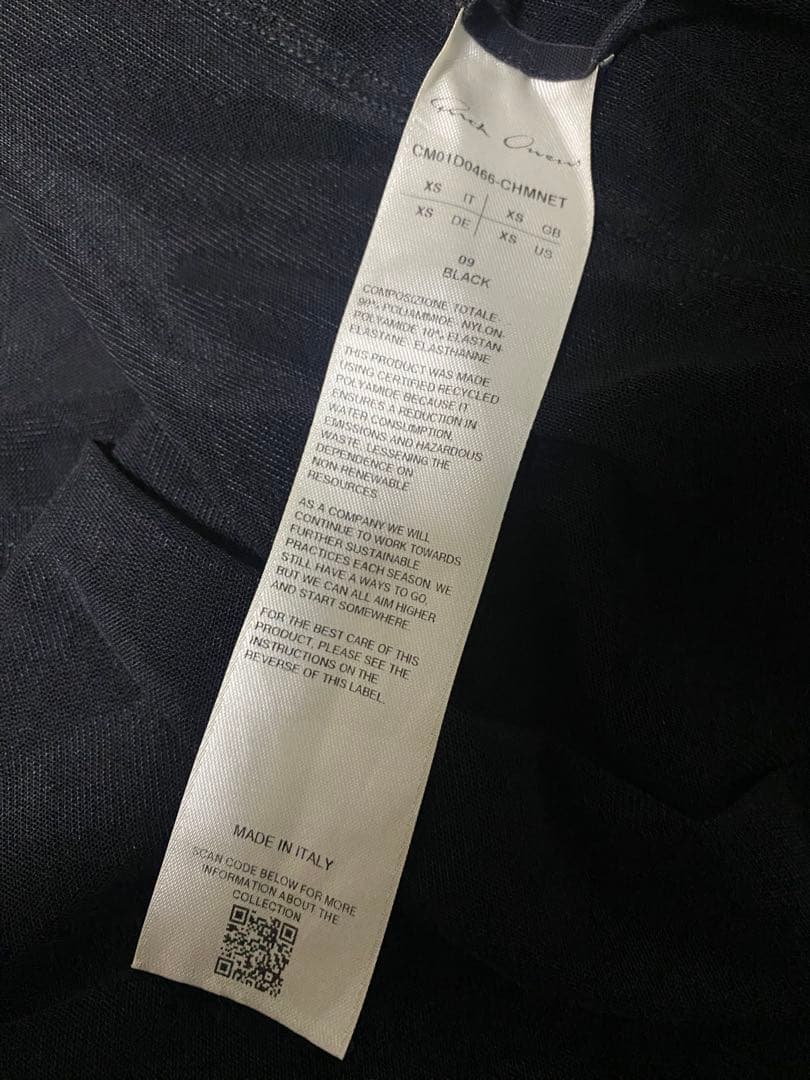 Rick Owens
CM01D0466-CHMNET
XS IT XS GB
XS DE XS US
09
BLACK
COMPOSIZIONE TOTALE:
90% POLIAMMIDE, NYLON,
POLYAMIDE 10% ELASTAN,
ELASTANE, ELASTHANNE
THIS PRODUCT WAS MADE
USING CERTIFIED RECYCLED
POLYAMIDE BECAUSE IT
ENSURES A REDUCTION IN
WATER CONSUMPTION,
EMISSIONS AND HAZARDOUS
WASTE, LESSENING THE
DEPENDENCE ON
NON-RENEWABLE
RESOURCES
AS A COMPANY WE WILL
CONTINUE TO WORK TOWARDS
FURTHER SUSTAINABLE
PRACTICES EACH SEASON. WE
STILL HAVE A WAYS TO GO
BUT WE CAN ALL AIM HIGHER
AND START SOMEWHERE.
FOR THE BEST CARE OF THIS
PRODUCT, PLEASE SEE THE
INSTRUCTIONS ON THE
REVERSE OF THIS LABEL.
MADE IN ITALY
SCAN CODE BELOW FOR MORE
INFORMATION ABOUT THE
COLLECTION